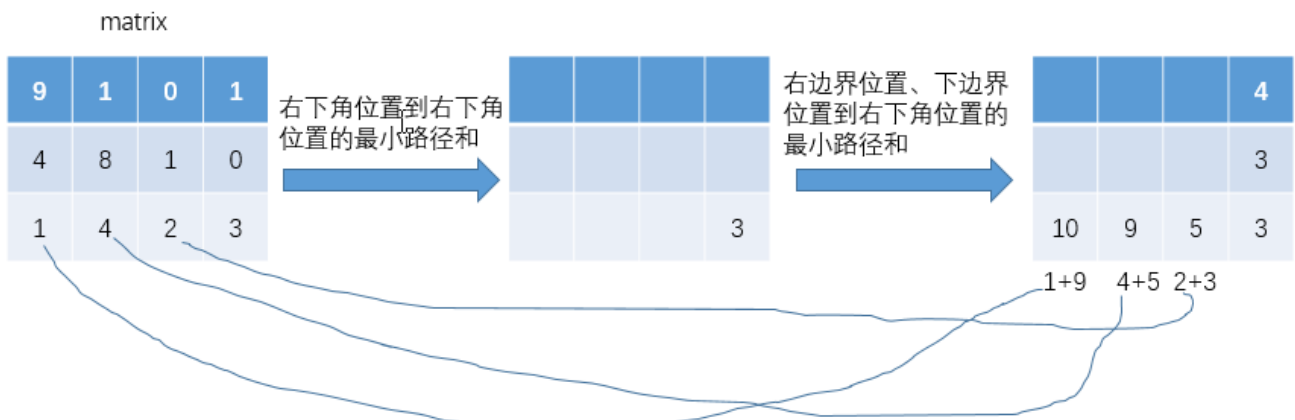 matrix
9 1 0 1
4 8 1 0
1 4 2 3
右下角位置到右下角
位置的最小路径和
3
右边界位置、下边界
位置到右下角位置的
最小路径和
4
3
10 9 5 3
1+9 4+5 2+3